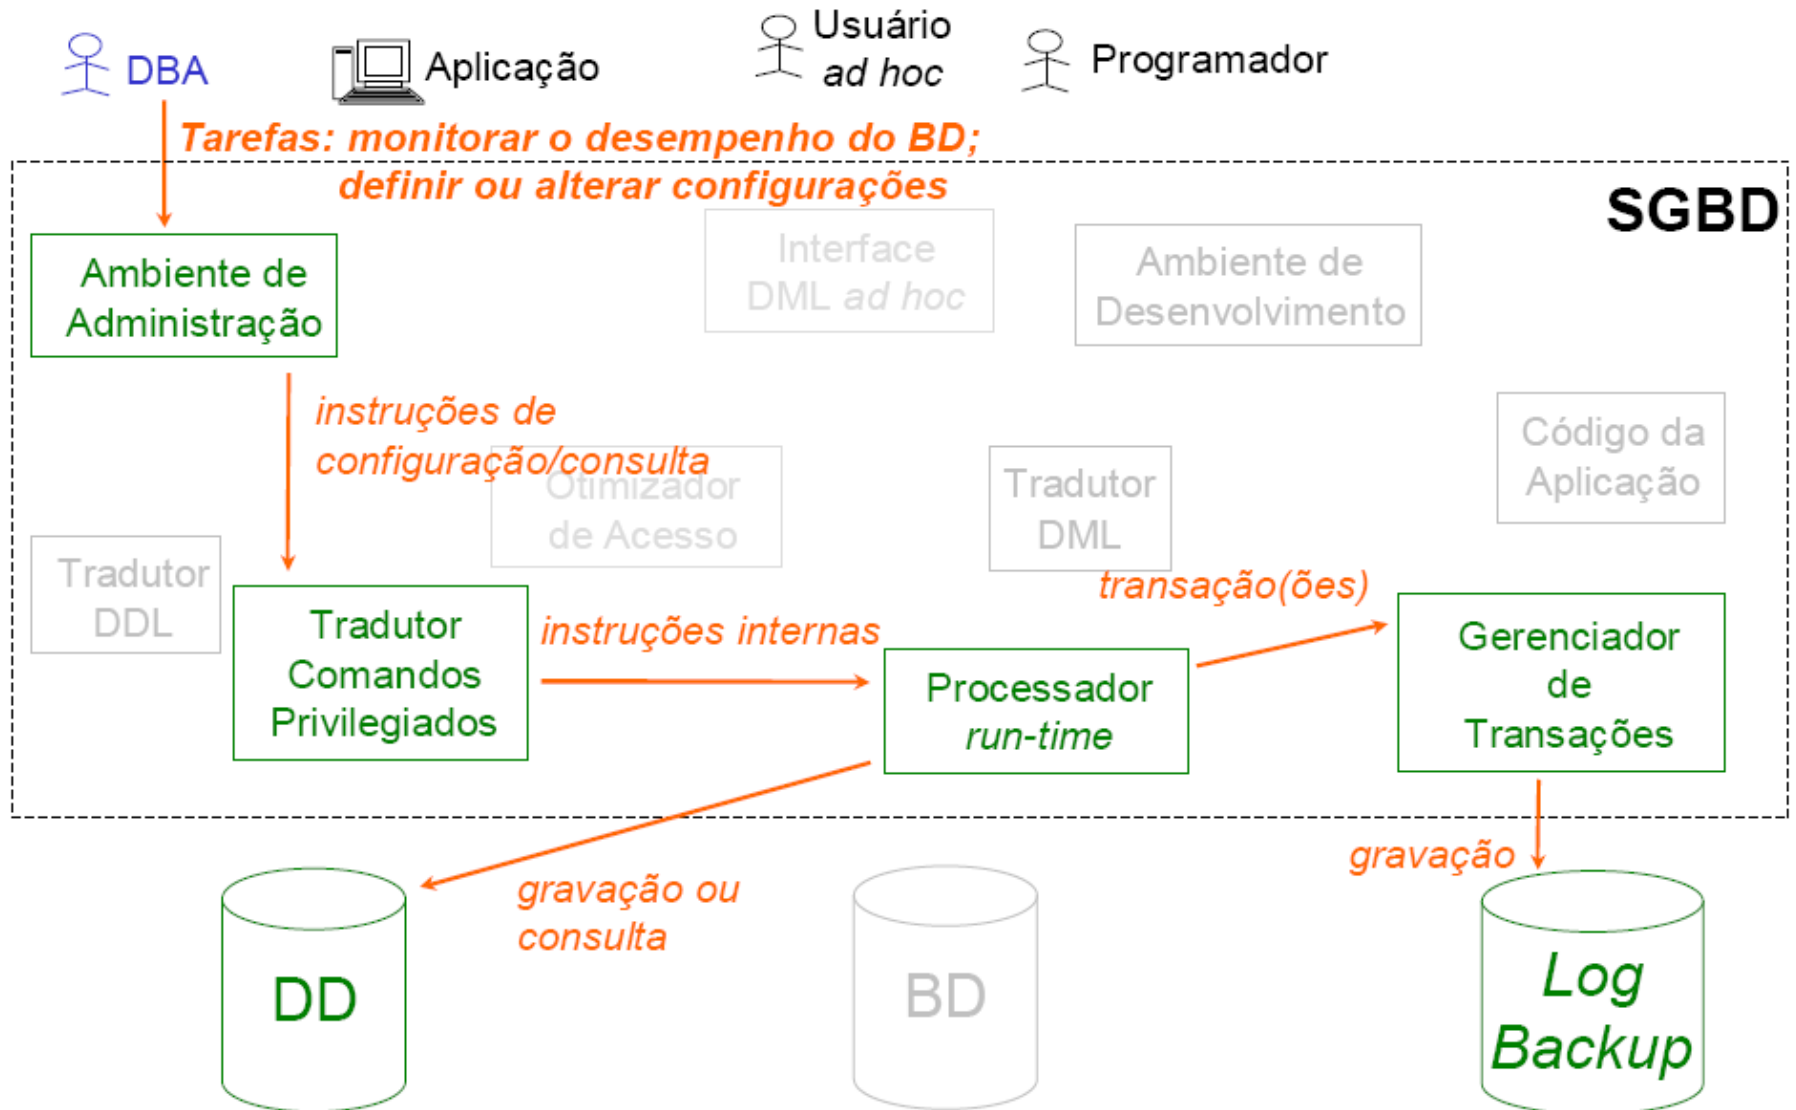 DBA
Aplicação
Usuário
ad hoc
Programador
Tarefas: monitorar o desempenho do BD;
definir ou alterar configurações
SGBD
Ambiente de
Administração
Interface
DML ad hoc
Ambiente de
Desenvolvimento
instruções de
configuração/consulta
Otimizador
de Acesso
Tradutor
DML
Código da
Aplicação
Tradutor
DDL
Tradutor
Comandos
Privilegiados
instruções internas
Processador
run-time
transação(ões)
Gerenciador
de
Transações
gravação ou
consulta
gravação
DD
BD
Log
Backup